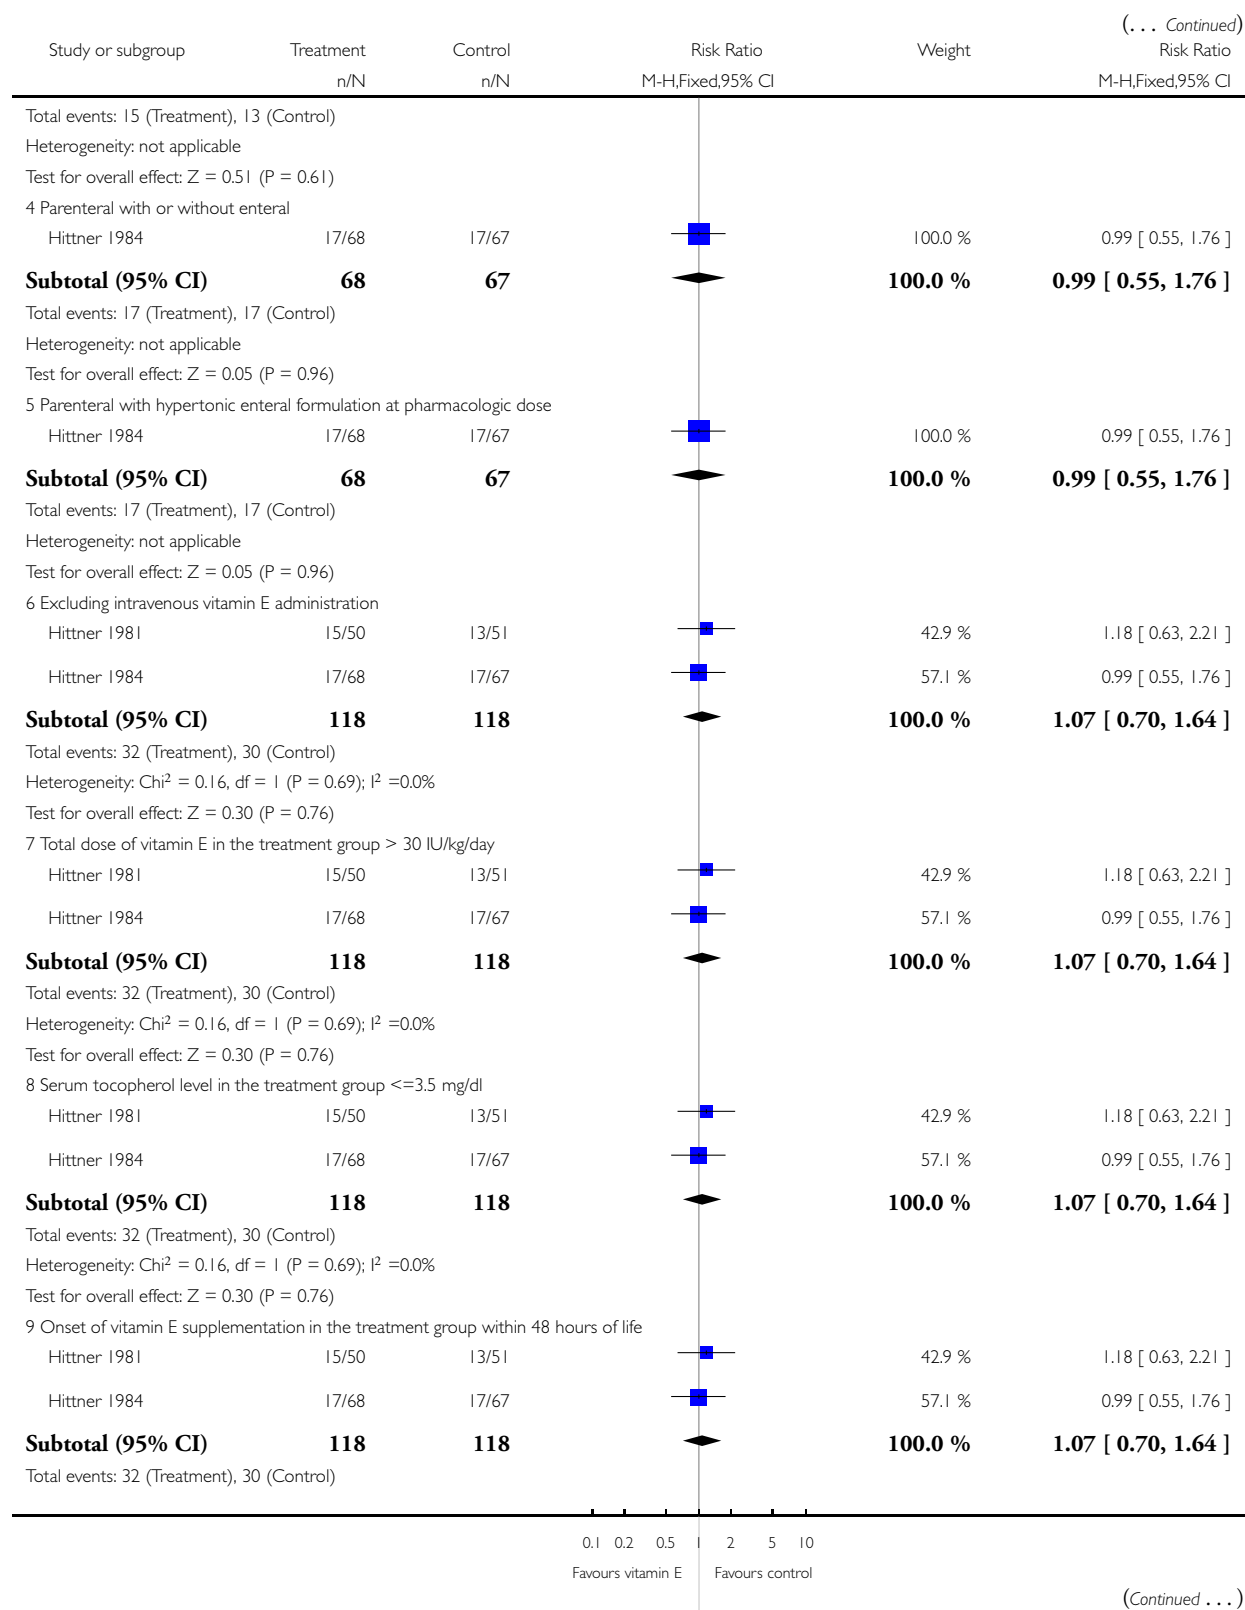 (... Continued)
Study or subgroup Treatment Control Risk Ratio Weight Risk Ratio
n/N n/N M-H,Fixed,95% CI M-H,Fixed,95% CI
Total events: 15 (Treatment), 13 (Control)
Heterogeneity: not applicable
Test for overall effect: Z = 0.51 (P = 0.61)
4 Parenteral with or without enteral
Hittner 1984 17/68 17/67 100.0 % 0.99 [ 0.55, 1.76 ]
Subtotal (95% CI) 68 67 100.0 % 0.99 [ 0.55, 1.76 ]
Total events: 17 (Treatment), 17 (Control)
Heterogeneity: not applicable
Test for overall effect: Z = 0.05 (P = 0.96)
5 Parenteral with hypertonic enteral formulation at pharmacologic dose
Hittner 1984 17/68 17/67 100.0 % 0.99 [ 0.55, 1.76 ]
Subtotal (95% CI) 68 67 100.0 % 0.99 [ 0.55, 1.76 ]
Total events: 17 (Treatment), 17 (Control)
Heterogeneity: not applicable
Test for overall effect: Z = 0.05 (P = 0.96)
6 Excluding intravenous vitamin E administration
Hittner 1981 15/50 13/51 42.9 % 1.18 [ 0.63, 2.21 ]
Hittner 1984 17/68 17/67 57.1 % 0.99 [ 0.55, 1.76 ]
Subtotal (95% CI) 118 118 100.0 % 1.07 [ 0.70, 1.64 ]
Total events: 32 (Treatment), 30 (Control)
Heterogeneity: Chi² = 0.16, df = 1 (P = 0.69); I² =0.0%
Test for overall effect: Z = 0.30 (P = 0.76)
7 Total dose of vitamin E in the treatment group > 30 IU/kg/day
Hittner 1981 15/50 13/51 42.9 % 1.18 [ 0.63, 2.21 ]
Hittner 1984 17/68 17/67 57.1 % 0.99 [ 0.55, 1.76 ]
Subtotal (95% CI) 118 118 100.0 % 1.07 [ 0.70, 1.64 ]
Total events: 32 (Treatment), 30 (Control)
Heterogeneity: Chi² = 0.16, df = 1 (P = 0.69); I² =0.0%
Test for overall effect: Z = 0.30 (P = 0.76)
8 Serum tocopherol level in the treatment group <=3.5 mg/dl
Hittner 1981 15/50 13/51 42.9 % 1.18 [ 0.63, 2.21 ]
Hittner 1984 17/68 17/67 57.1 % 0.99 [ 0.55, 1.76 ]
Subtotal (95% CI) 118 118 100.0 % 1.07 [ 0.70, 1.64 ]
Total events: 32 (Treatment), 30 (Control)
Heterogeneity: Chi² = 0.16, df = 1 (P = 0.69); I² =0.0%
Test for overall effect: Z = 0.30 (P = 0.76)
9 Onset of vitamin E supplementation in the treatment group within 48 hours of life
Hittner 1981 15/50 13/51 42.9 % 1.18 [ 0.63, 2.21 ]
Hittner 1984 17/68 17/67 57.1 % 0.99 [ 0.55, 1.76 ]
Subtotal (95% CI) 118 118 100.0 % 1.07 [ 0.70, 1.64 ]
Total events: 32 (Treatment), 30 (Control)
0.1 0.2 0.5 1 2 5 10
Favours vitamin E Favours control
(Continued ...)